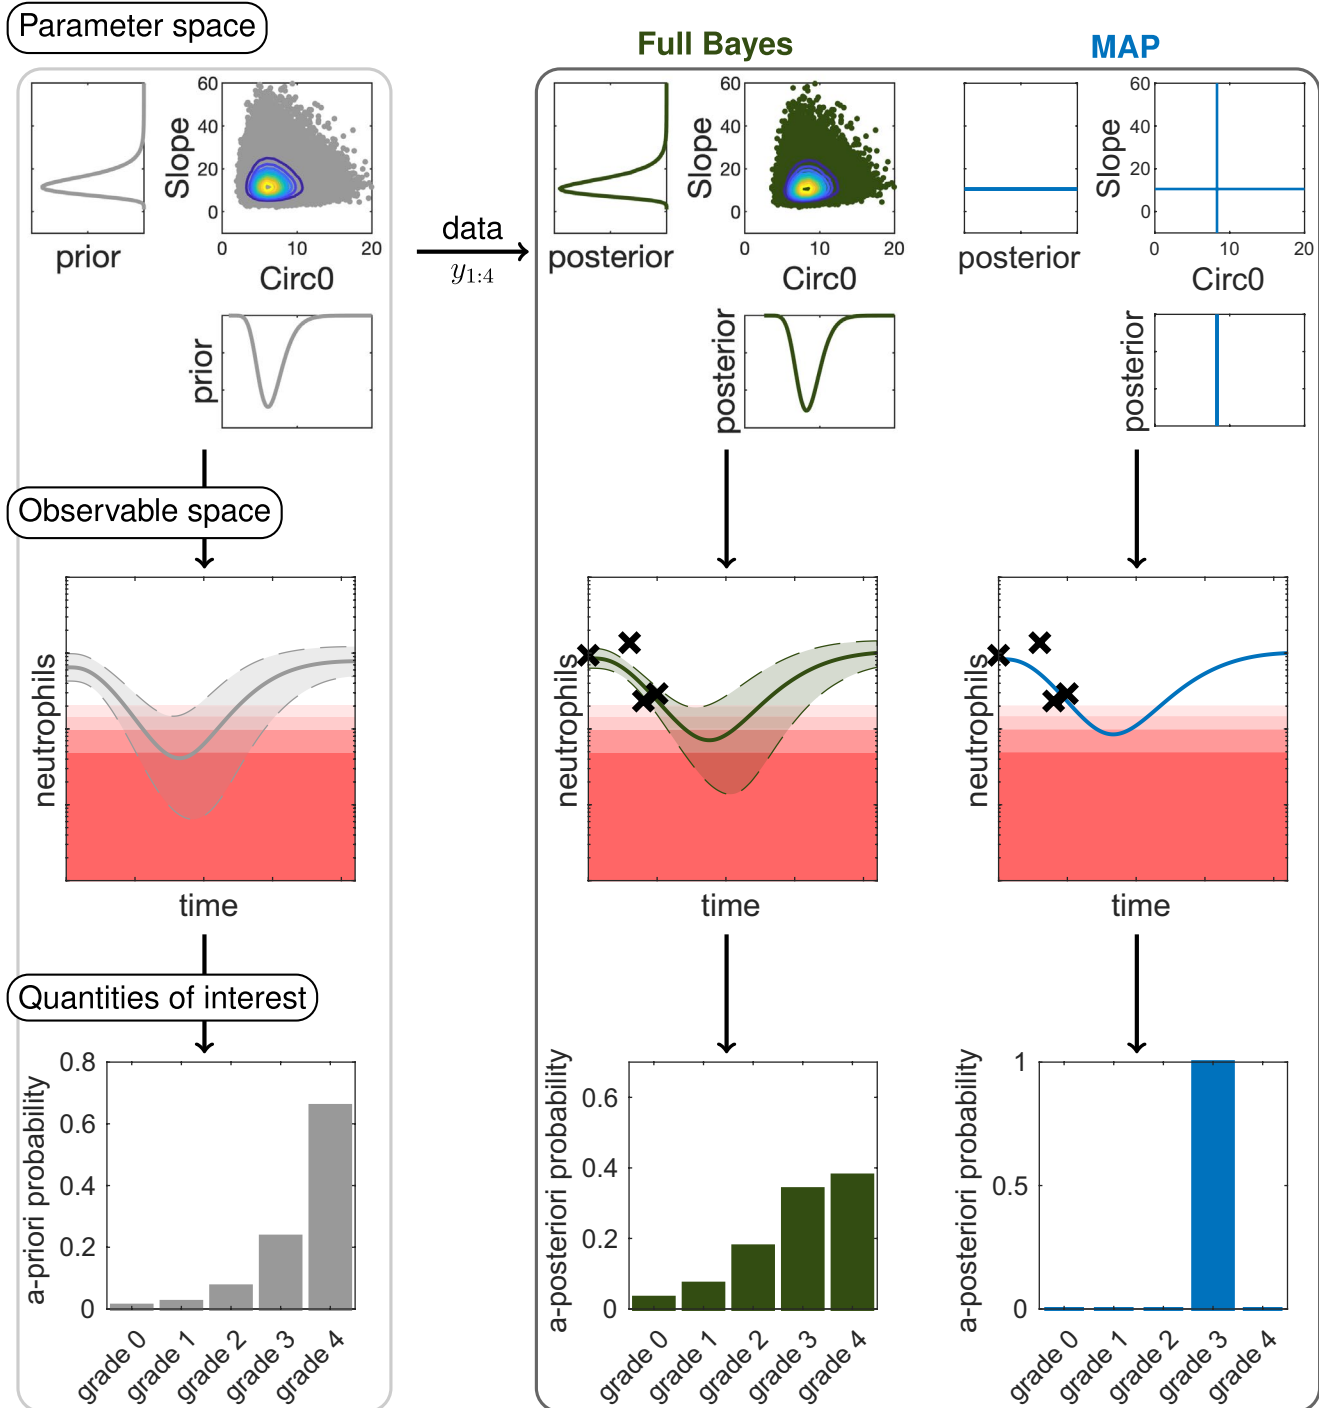 Parameter space
Full Bayes
MAP
60
40
20
0
Slope
0 10 20
Circ0
prior
prior
data
y1:4
60
40
20
0
Slope
0 10 20
Circ0
posterior
posterior
60
40
20
0
Slope
0 10 20
Circ0
posterior
posterior
Observable space
neutrophils
time
neutrophils
time
neutrophils
time
Quantities of interest
a-priori probability
0.8
0.6
0.4
0.2
0
grade 0
grade 1
grade 2
grade 3
grade 4
a-posteriori probability
0.6
0.4
0.2
0
grade 0
grade 1
grade 2
grade 3
grade 4
a-posteriori probability
1
0.5
0
grade 0
grade 1
grade 2
grade 3
grade 4